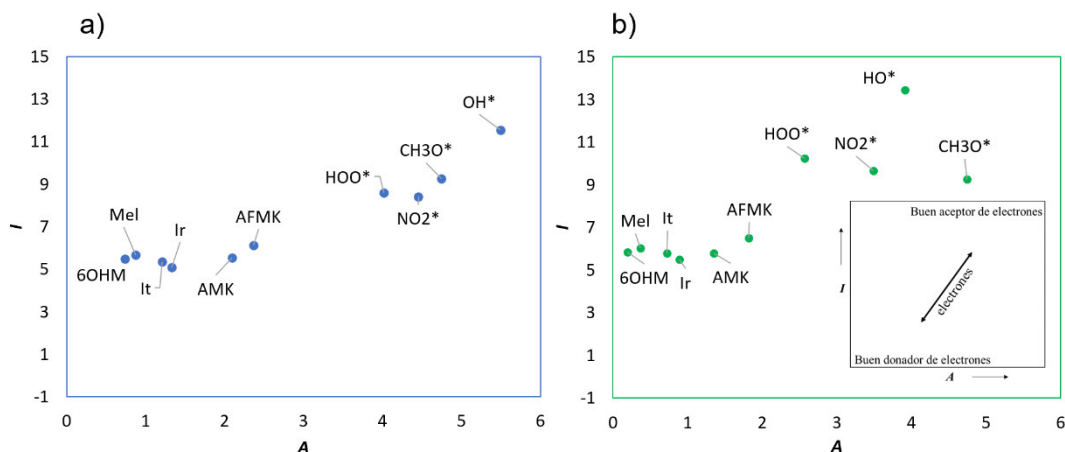 a)
15
13
11
9
7
5
3
1
-1
I
0
1
2
3
4
5
6
A
OH*
CH3O*
HOO*
NO2*
AFMK
Mel
Ir
6OHM
It
AMK
b)
15
13
11
9
7
5
3
1
-1
I
0
1
2
3
4
5
6
A
HO*
HOO*
NO2*
CH3O*
AFMK
It
Mel
6OHM
Ir
AMK
Buen aceptor de electrones
I
electrones
Buen donador de electrones
A